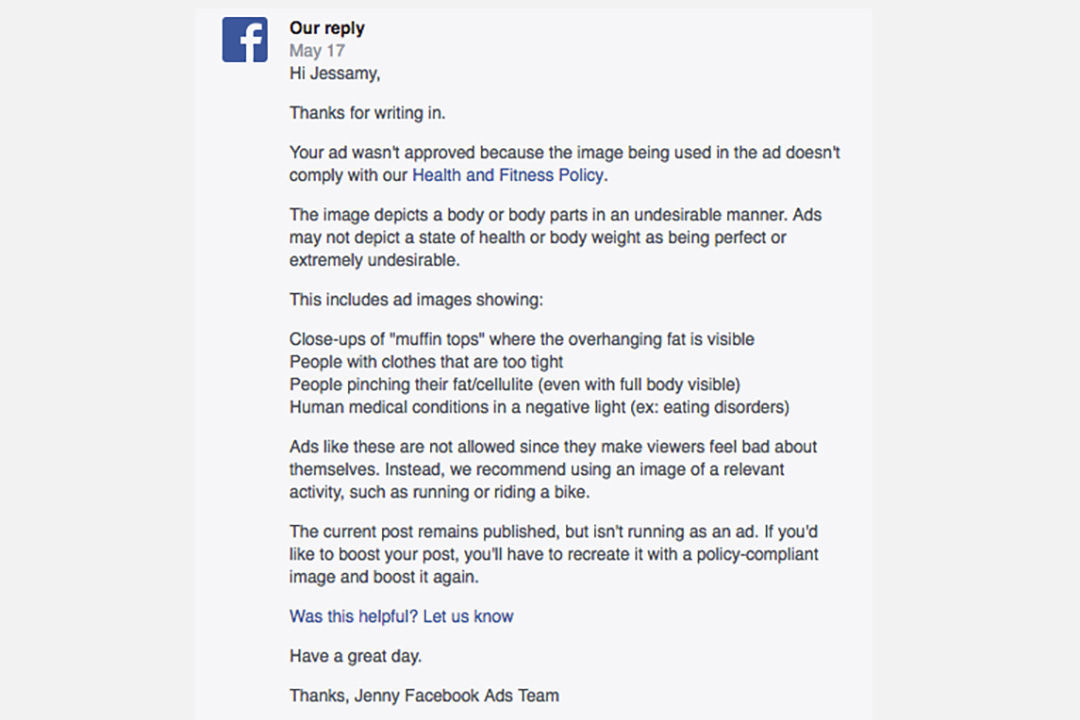 Our reply
May 17
Hi Jessamy,
Thanks for writing in.
Your ad wasn't approved because the image being used in the ad doesn't
comply with our Health and Fitness Policy.
The image depicts a body or body parts in an undesirable manner. Ads
may not depict a state of health or body weight as being perfect or
extremely undesirable.
This includes ad images showing:
Close-ups of "muffin tops" where the overhanging fat is visible
People with clothes that are too tight
People pinching their fat/cellulite (even with full body visible)
Human medical conditions in a negative light (ex: eating disorders)
Ads like these are not allowed since they make viewers feel bad about
themselves. Instead, we recommend using an image of a relevant
activity, such as running or riding a bike.
The current post remains published, but isn't running as an ad. If you'd
like to boost your post, you'll have to recreate it with a policy-compliant
image and boost it again.
Was this helpful? Let us know
Have a great day.
Thanks, Jenny Facebook Ads Team